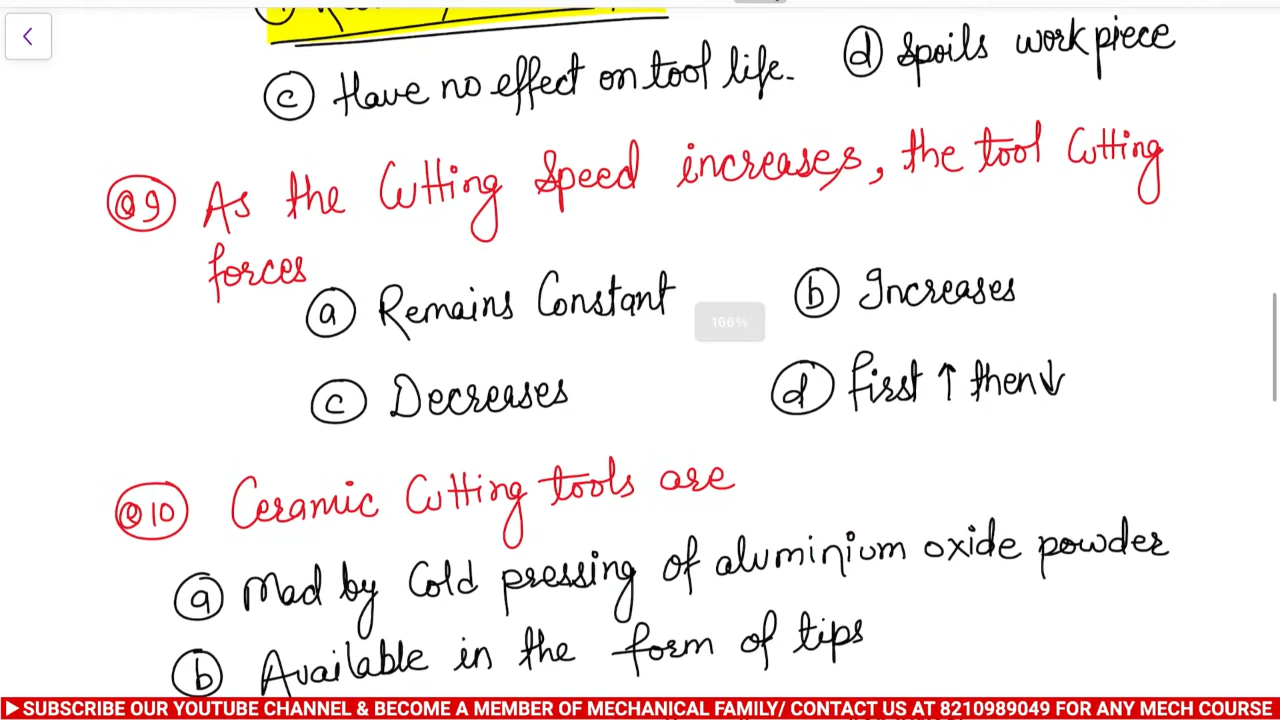 ⓒ Have no effect on tool life. ⓓ Spoils workpiece
Q9 As the Cutting Speed increases, the tool Cutting
forces
ⓐ Remains Constant ⓑ Increases
166%
ⓒ Decreases ⓓ first ↑ then ↓
Q10 Ceramic Cutting tools are
ⓐ Mad by Cold pressing of aluminium oxide powder
ⓑ Available in the form of tips
▶SUBSCRIBE OUR YOUTUBE CHANNEL & BECOME A MEMBER OF MECHANICAL FAMILY/ CONTACT US AT 8210989049 FOR ANY MECH COURSE